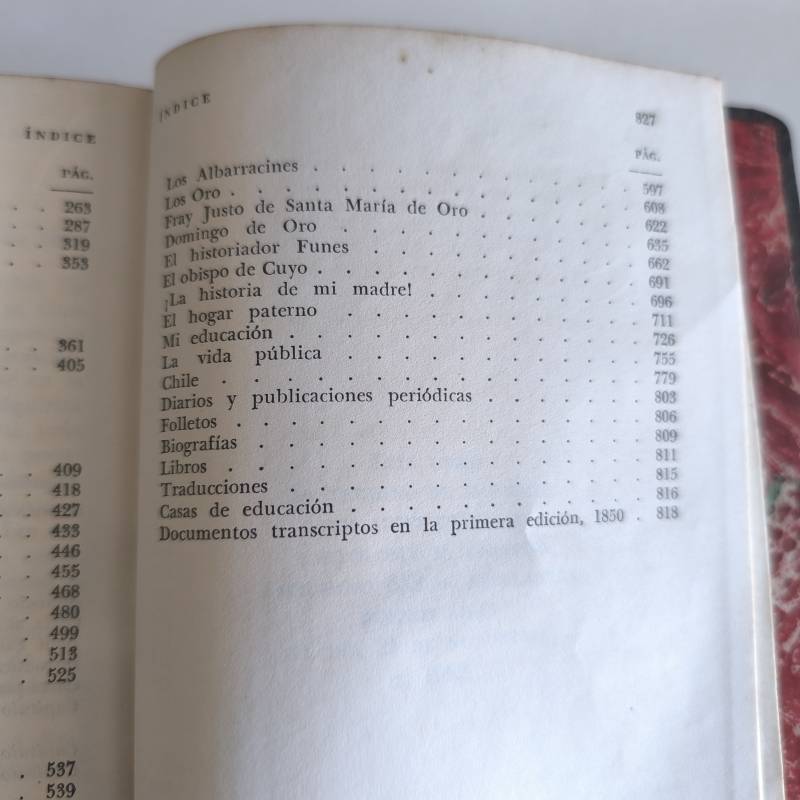 ÍNDICE
PÁG.
. . 263
. . 287
. . 319
. . 353
. . 361
. . 405
. . 409
. . 418
. . 427
. . 433
. . 446
. . 455
. . 468
. 480
. 499
. 513
. 525
. 537
. 539
ÍNDICE 827
PÁG.
Los Albarracines . . . . . . . . . . . 597
Los Oro . . . . . . . . . . . . . . 608
Fray Justo de Santa María de Oro . . . . . . 622
Domingo de Oro . . . . . . . . . . 635
El historiador Funes . . . . . . . . . 662
El obispo de Cuyo . . . . . . . . . . . 691
¡La historia de mi madre! . . . . . . . . 696
El hogar paterno . . . . . . . . . . 711
Mi educación . . . . . . . . . . . . 726
La vida pública . . . . . . . . . . 755
Chile . . . . . . . . . . . . . . 779
Diarios y publicaciones periódicas . . . . . . 803
Folletos . . . . . . . . . . . . . 806
Biografías . . . . . . . . . . . . . 809
Libros . . . . . . . . . . . . . . 811
Traducciones . . . . . . . . . . . . 815
Casas de educación . . . . . . . . . . 816
Documentos transcriptos en la primera edición, 1850 . 818